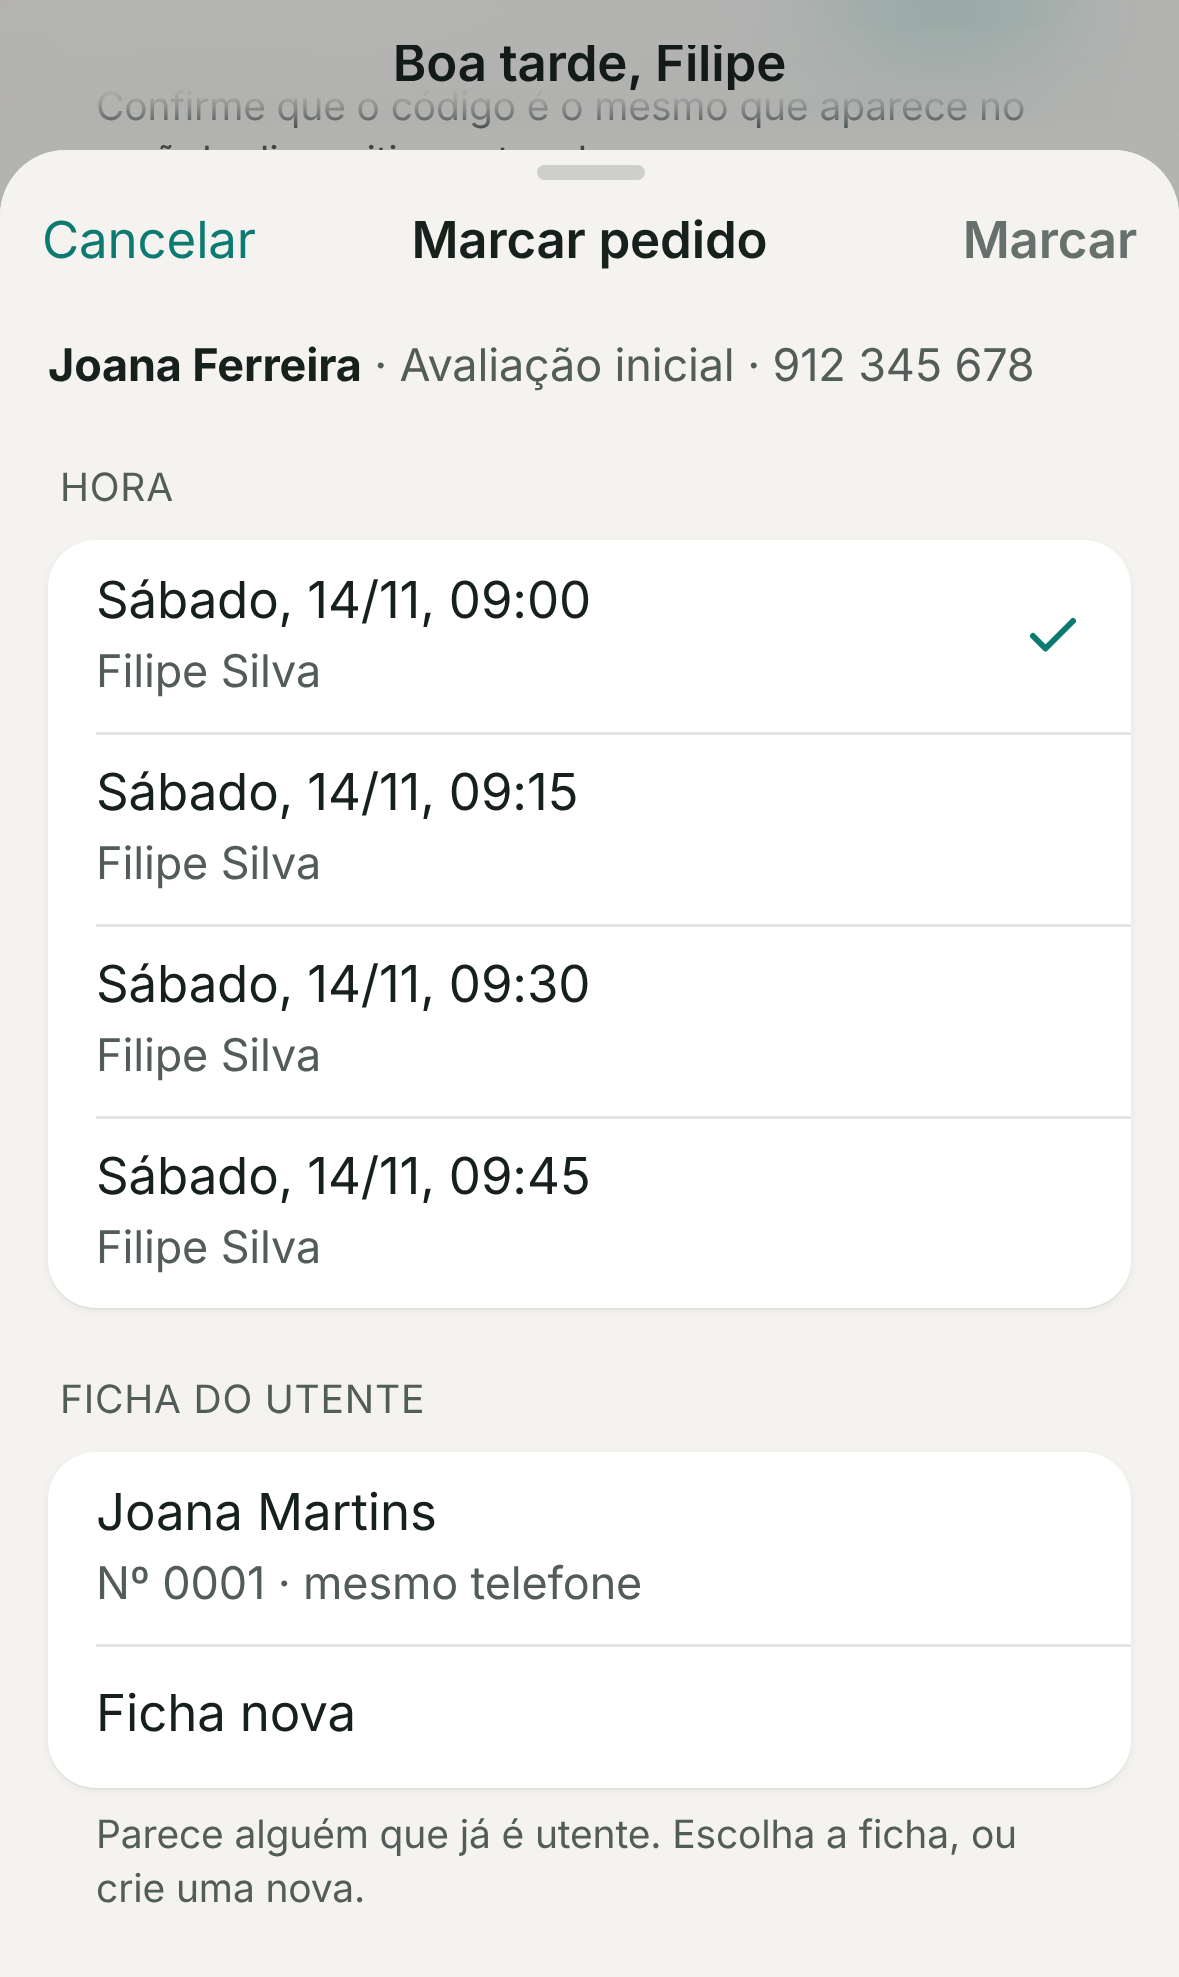 Boa tarde, Filipe
Confirme que o código é o mesmo que aparece no
Cancelar
Marcar pedido
Marcar
Joana Ferreira · Avaliação inicial · 912 345 678
HORA
Sábado, 14/11, 09:00
Filipe Silva
Sábado, 14/11, 09:15
Filipe Silva
Sábado, 14/11, 09:30
Filipe Silva
Sábado, 14/11, 09:45
Filipe Silva
FICHA DO UTENTE
Joana Martins
Nº 0001 · mesmo telefone
Ficha nova
Parece alguém que já é utente. Escolha a ficha, ou
crie uma nova.